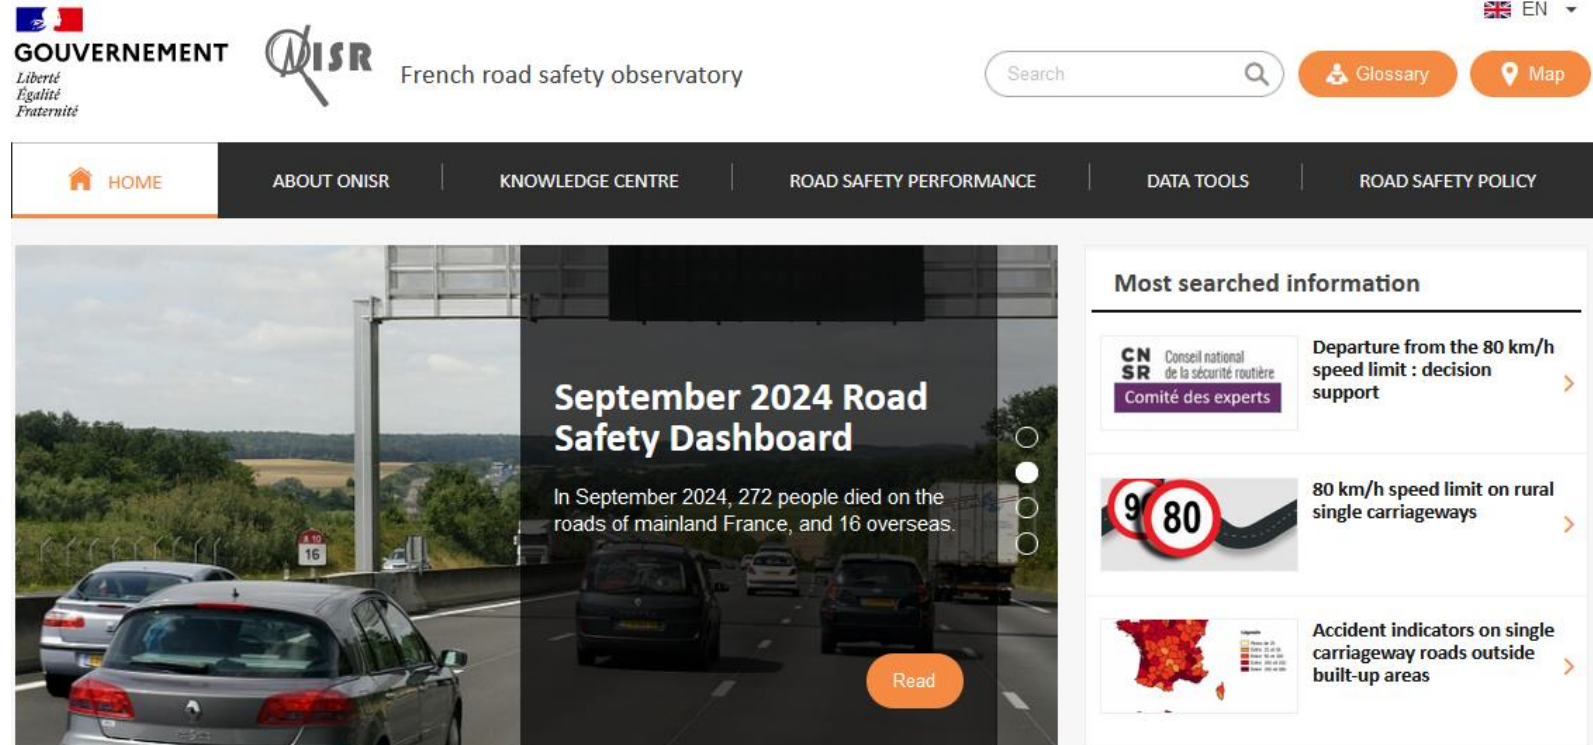 EN
GOUVERNEMENT
Liberté
Égalité
Fraternité
ONISR
French road safety observatory
Search
Glossary
Map
HOME
ABOUT ONISR
KNOWLEDGE CENTRE
ROAD SAFETY PERFORMANCE
DATA TOOLS
ROAD SAFETY POLICY
September 2024 Road
Safety Dashboard
In September 2024, 272 people died on the
roads of mainland France, and 16 overseas.
Read
A 10
16
Most searched information
CN Conseil national
SR de la sécurité routière
Comité des experts
Departure from the 80 km/h
speed limit : decision
support
90
80
80 km/h speed limit on rural
single carriageways
Accident indicators on single
carriageway roads outside
built-up areas